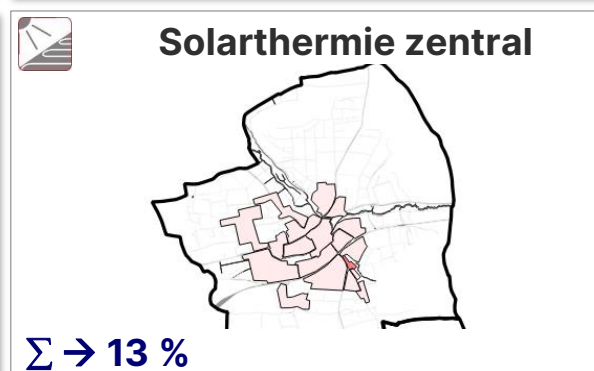 Solarthermie zentral
∑ → 13 %